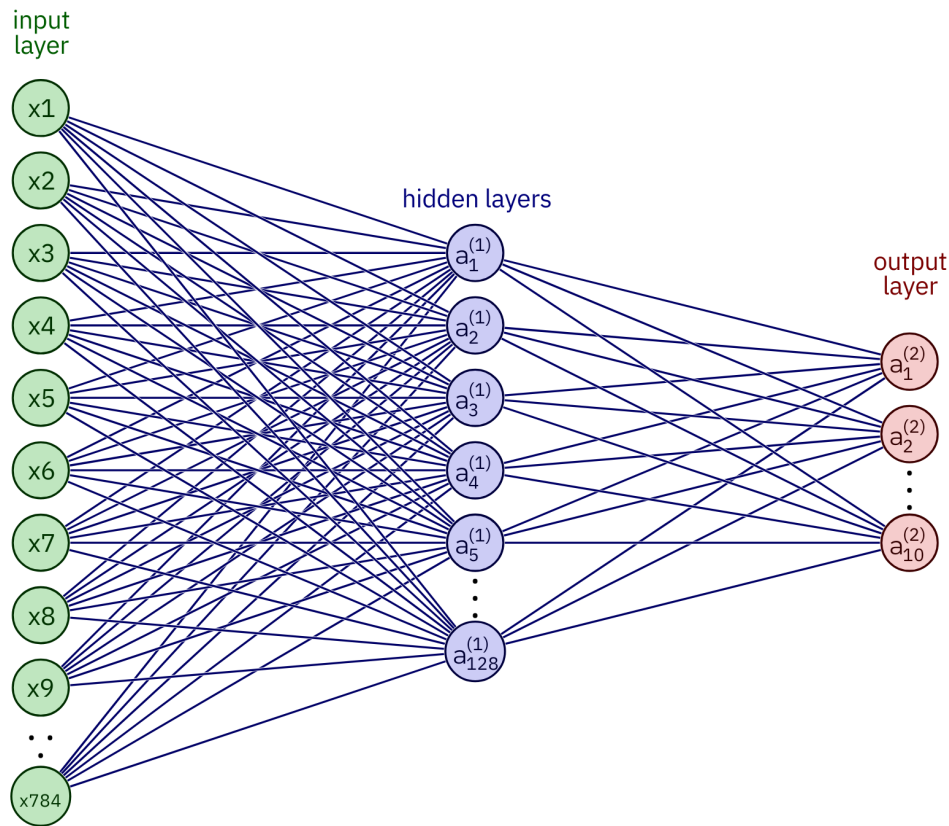 input
layer
x1
x2
x3
x4
x5
x6
x7
x8
x9
x784
hidden layers
a₁⁽¹⁾
a₂⁽¹⁾
a₃⁽¹⁾
a₄⁽¹⁾
a₅⁽¹⁾
a₁₂₈⁽¹⁾
output
layer
a₁⁽²⁾
a₂⁽²⁾
a₁₀⁽²⁾